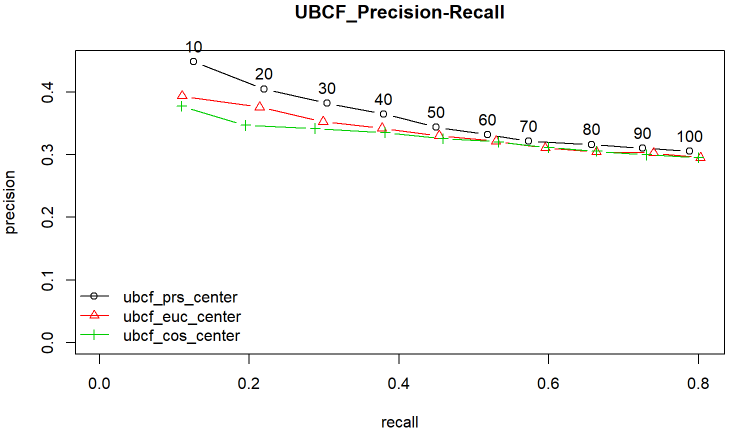 UBCF_Precision-Recall
10
20
30
40
50
60
70
80
90
100
precision
0.4
0.3
0.2
0.1
0.0
ubcf_prs_center
ubcf_euc_center
ubcf_cos_center
0.0 0.2 0.4 0.6 0.8
recall